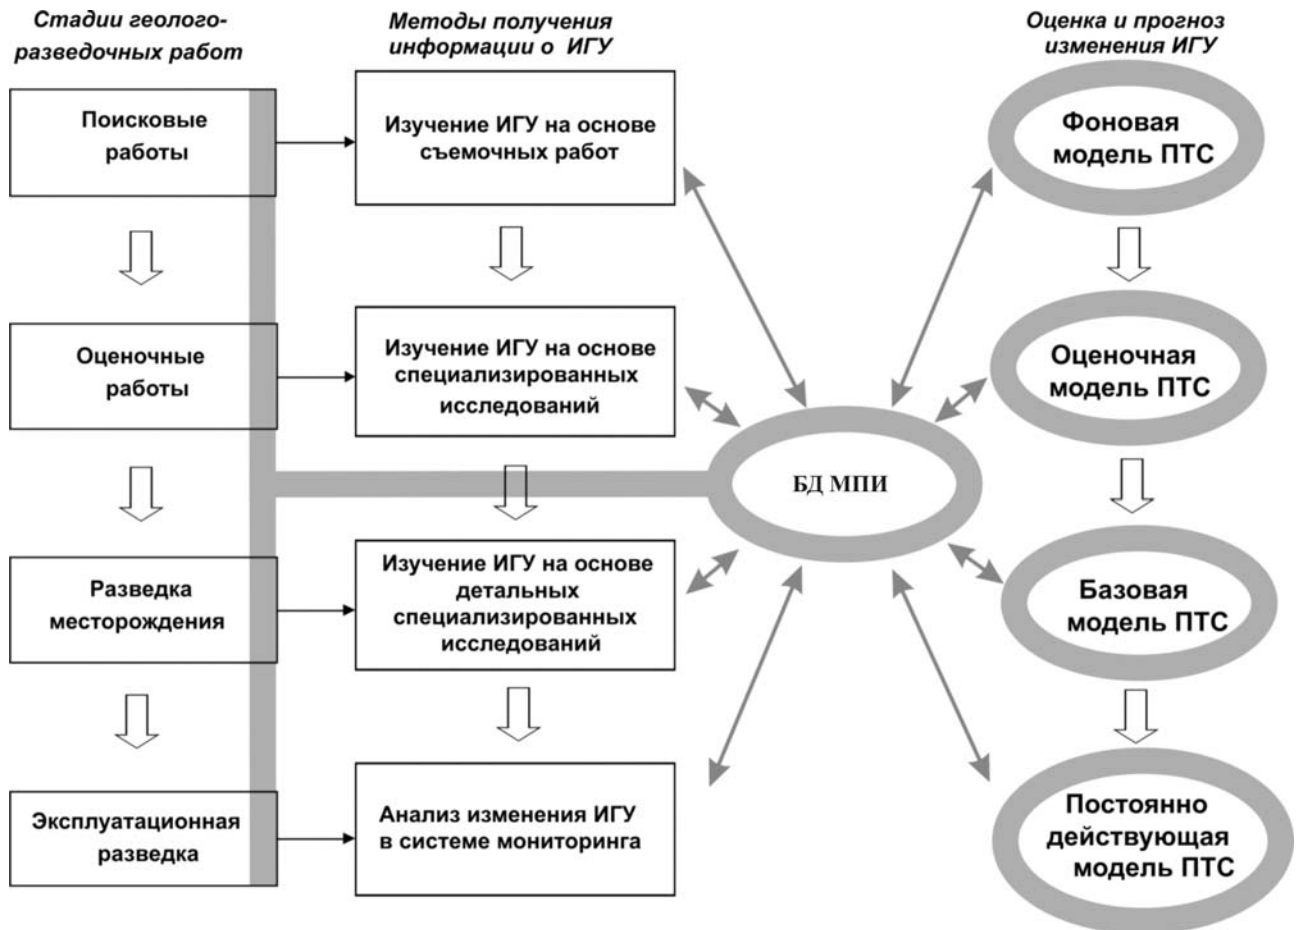 Стадии геолого-
разведочных работ
Методы получения
информации о ИГУ
Оценка и прогноз
изменения ИГУ
Поисковые
работы
Изучение ИГУ на основе
съемочных работ
Фоновая
модель ПТС
Оценочные
работы
Изучение ИГУ на основе
специализированных
исследований
Оценочная
модель ПТС
БД МПИ
Разведка
месторождения
Изучение ИГУ на основе
детальных
специализированных
исследований
Базовая
модель ПТС
Эксплуатационная
разведка
Анализ изменения ИГУ
в системе мониторинга
Постоянно
действующая
модель ПТС